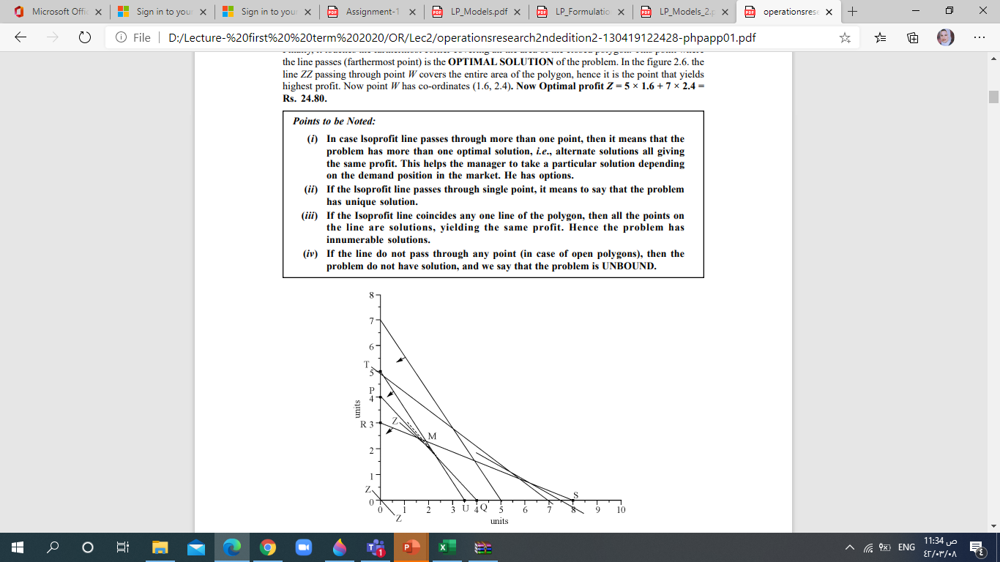 Microsoft Offi
Sign in to you
Sign in to you
Assignment-1
LP_Models.pdf
LP_Formulatio
LP_Models_2.p
operationsrese
File
D:/Lecture-%20first%20%20term%202020/OR/Lec2/operationsresearch2ndedition2-130419122428-phpapp01.pdf
the line passes (farthermost point) is the OPTIMAL SOLUTION of the problem. In the figure 2.6. the
line ZZ passing through point W covers the entire area of the polygon, hence it is the point that yields
highest profit. Now point W has co-ordinates (1.6, 2.4). Now Optimal profit Z = 5 × 1.6 + 7 × 2.4 =
Rs. 24.80.
Points to be Noted:
(i) In case lsoprofit line passes through more than one point, then it means that the
problem has more than one optimal solution, i.e., alternate solutions all giving
the same profit. This helps the manager to take a particular solution depending
on the demand position in the market. He has options.
(ii) If the lsoprofit line passes through single point, it means to say that the problem
has unique solution.
(iii) If the Isoprofit line coincides any one line of the polygon, then all the points on
the line are solutions, yielding the same profit. Hence the problem has
innumerable solutions.
(iv) If the line do not pass through any point (in case of open polygons), then the
problem do not have solution, and we say that the problem is UNBOUND.
8
7
6
T
5
P
4
units
R 3
Z
M
2
1
Z
0
S
0 1 2 3 U 4 Q 5 6 7 8 9 10
Z
units
ENG
11:34 ص
٤٢/٠٣/٠٨